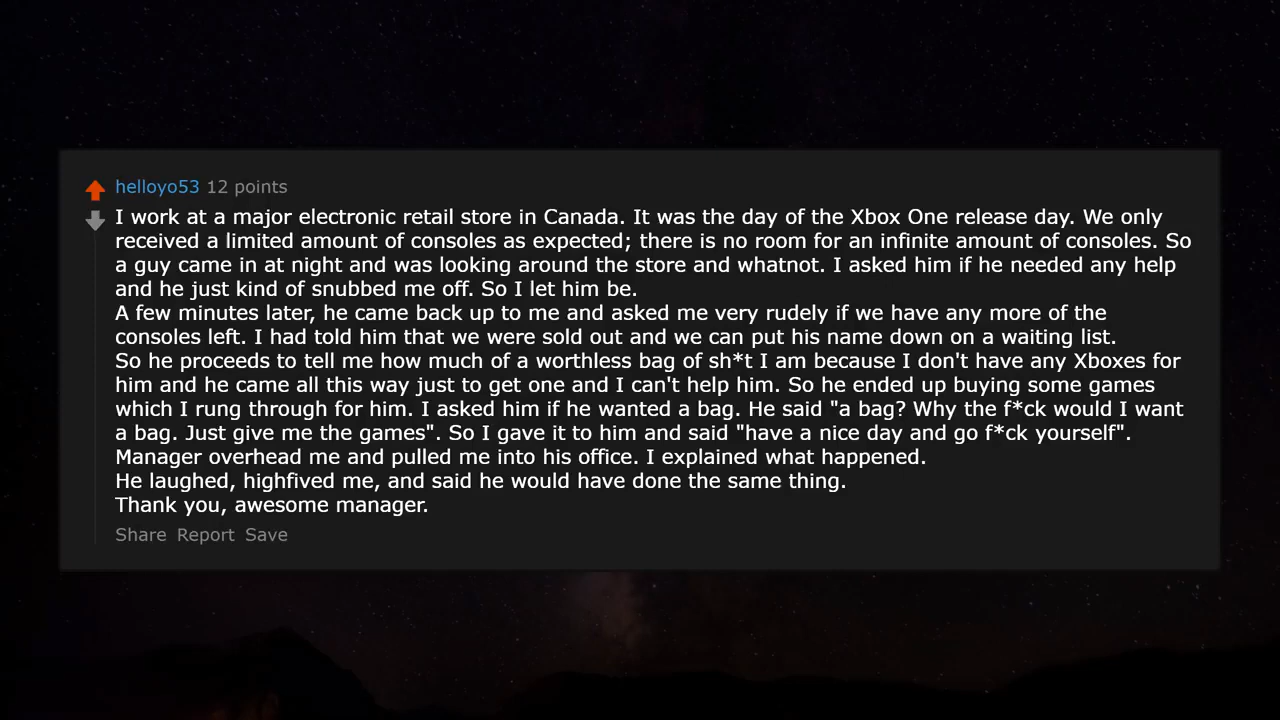 helloyo53 12 points
I work at a major electronic retail store in Canada. It was the day of the Xbox One release day. We only
received a limited amount of consoles as expected; there is no room for an infinite amount of consoles. So
a guy came in at night and was looking around the store and whatnot. I asked him if he needed any help
and he just kind of snubbed me off. So I let him be.
A few minutes later, he came back up to me and asked me very rudely if we have any more of the
consoles left. I had told him that we were sold out and we can put his name down on a waiting list.
So he proceeds to tell me how much of a worthless bag of sh*t I am because I don't have any Xboxes for
him and he came all this way just to get one and I can't help him. So he ended up buying some games
which I rung through for him. I asked him if he wanted a bag. He said "a bag? Why the f*ck would I want
a bag. Just give me the games". So I gave it to him and said "have a nice day and go f*ck yourself".
Manager overhead me and pulled me into his office. I explained what happened.
He laughed, highfived me, and said he would have done the same thing.
Thank you, awesome manager.
Share Report Save